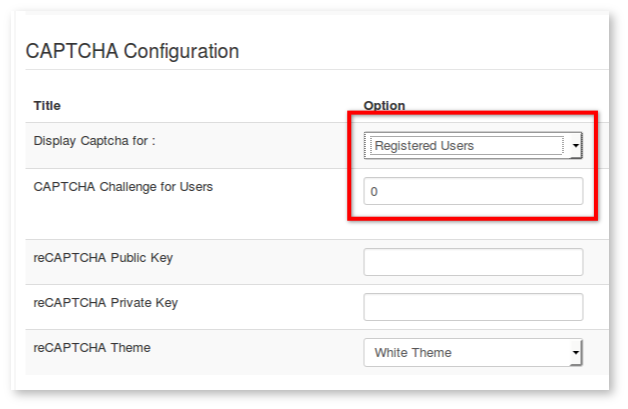 CAPTCHA Configuration
Title Option
Display Captcha for : Registered Users
CAPTCHA Challenge for Users 0
reCAPTCHA Public Key
reCAPTCHA Private Key
reCAPTCHA Theme White Theme